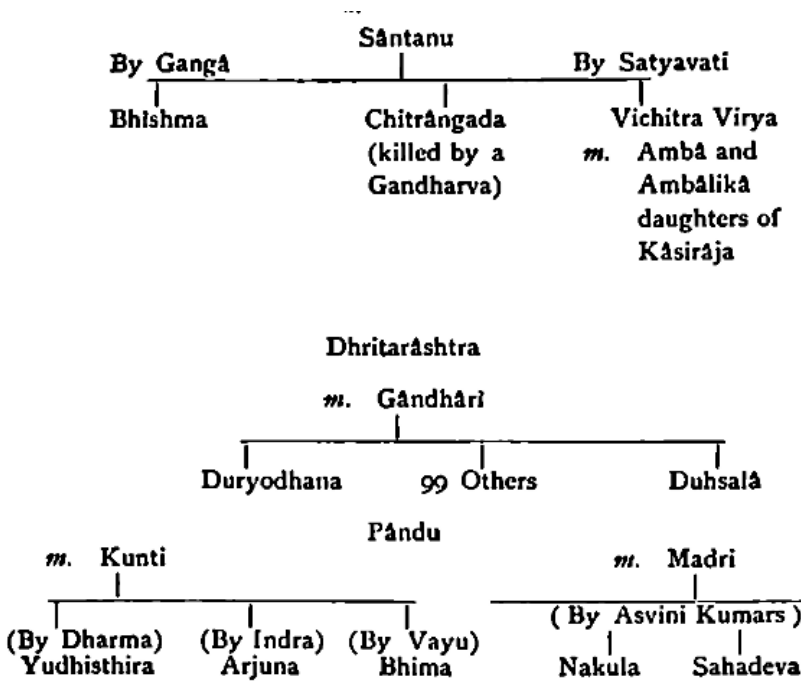 m.
Sântanu
By Gangâ By Satyavati
Bhishma Chitrângada Vichitra Virya
(killed by a m. Ambâ and
Gandharva) Ambâlikâ
daughters of
Kâsirâja
Dhritarâshtra
m. Gândhâri
Duryodhana 99 Others Duhsalâ
Pându
m. Kunti m. Madri
(By Asvini Kumars)
(By Dharma) (By Indra) (By Vayu)
Yudhisthira Arjuna Bhima Nakula Sahadeva